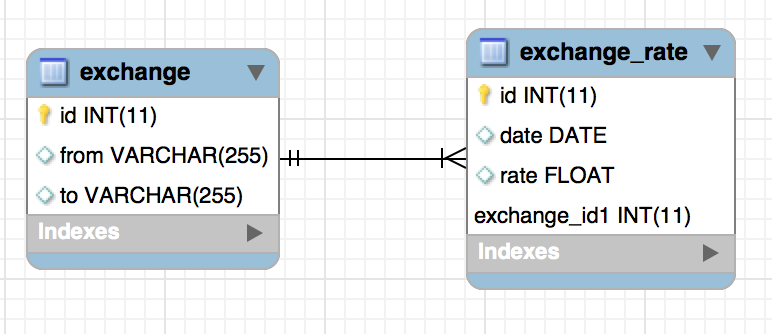 exchange
id INT(11)
from VARCHAR(255)
to VARCHAR(255)
Indexes
exchange_rate
id INT(11)
date DATE
rate FLOAT
exchange_id1 INT(11)
Indexes